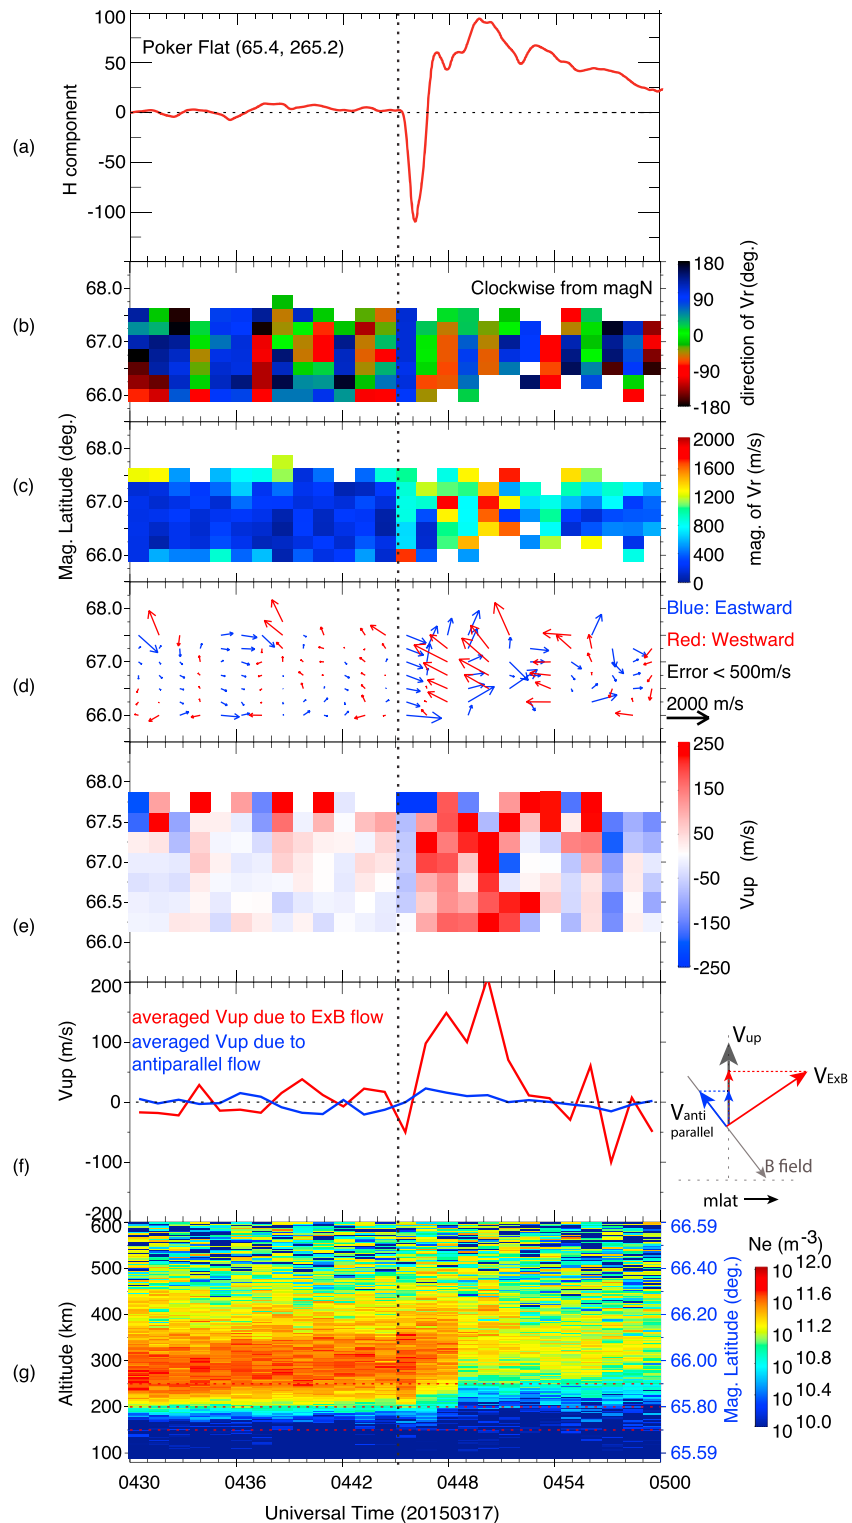 (a)
H component
100
50
0
-50
-100
Poker Flat (65.4, 265.2)
(b)
68.0
67.0
66.0
Clockwise from magN
180
90
0
-90
-180
direction of Vr(deg.)
(c)
Mag. Latitude (deg.)
68.0
67.0
66.0
2000
1600
1200
800
400
0
mag. of Vr (m/s)
(d)
68.0
67.0
66.0
Blue: Eastward
Red: Westward
Error < 500m/s
2000 m/s
(e)
68.0
67.5
67.0
66.5
66.0
250
150
50
-50
-150
-250
Vup (m/s)
(f)
Vup (m/s)
200
100
0
-100
-200
averaged Vup due to ExB flow
averaged Vup due to
antiparallel flow
Vup
VExB
Vanti
parallel
B field
mlat
(g)
Altitude (km)
600
500
400
300
200
100
66.59
66.40
66.20
66.00
65.80
65.59
Mag. Latitude (deg.)
Ne (m-3)
10 12.0
10 11.6
10 11.2
10 10.8
10 10.4
10 10.0
0430
0436
0442
0448
0454
0500
Universal Time (20150317)